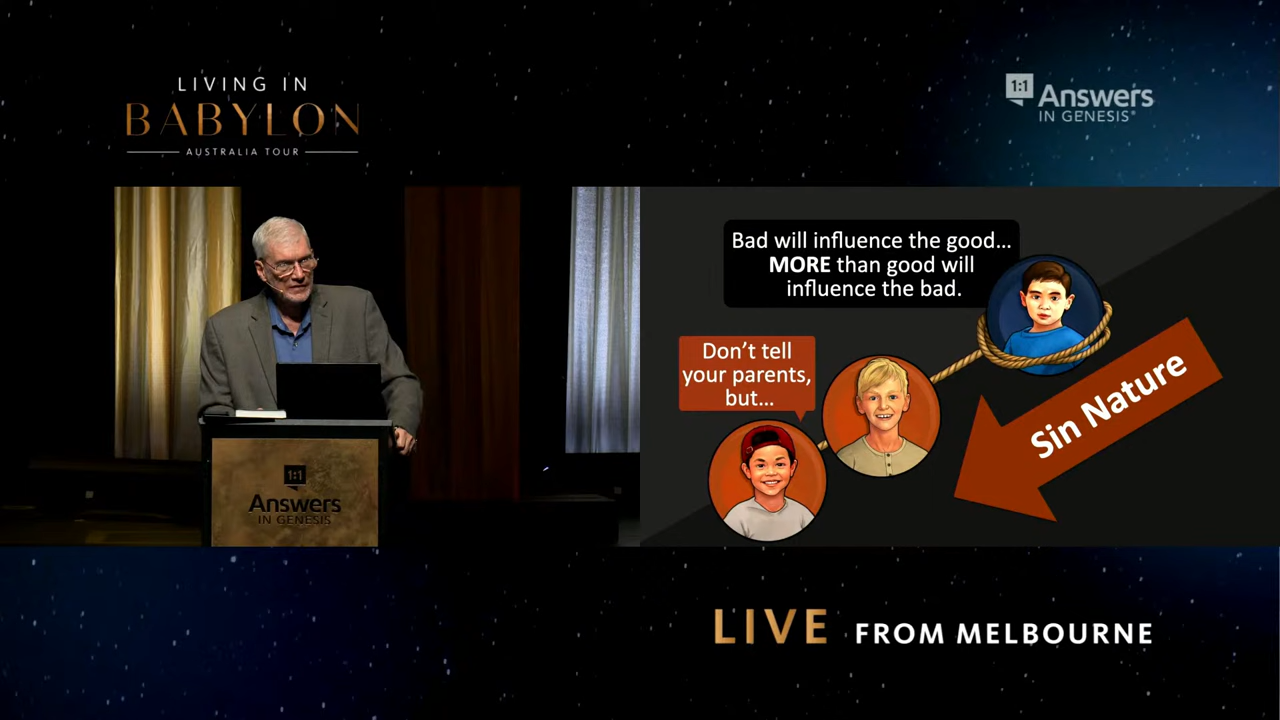 LIVING IN
BABYLON
AUSTRALIA TOUR
1:1
Answers
IN GENESIS®
Bad will influence the good...
MORE than good will
influence the bad.
Don't tell
your parents,
but...
Sin Nature
1:1
Answers
IN GENESIS
LIVE FROM MELBOURNE